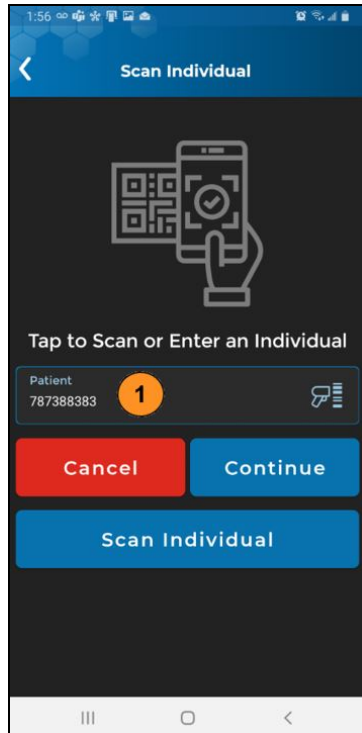 1:56
Scan Individual
Tap to Scan or Enter an Individual
Patient
787388383
1
Cancel
Continue
Scan Individual